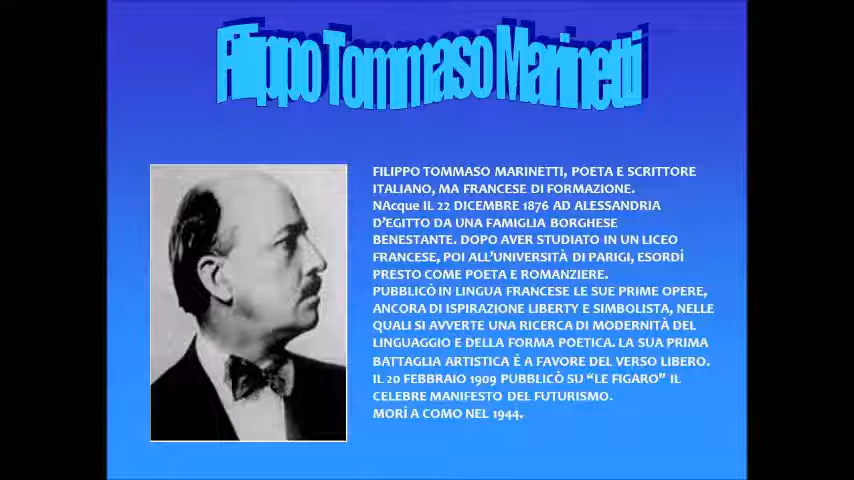 Filippo Tommaso Marinetti
FILIPPO TOMMASO MARINETTI, POETA E SCRITTORE
ITALIANO, MA FRANCESE DI FORMAZIONE.
NAcque IL 22 DICEMBRE 1876 AD ALESSANDRIA
D'EGITTO DA UNA FAMIGLIA BORGHESE
BENESTANTE. DOPO AVER STUDIATO IN UN LICEO
FRANCESE, POI ALL'UNIVERSITÀ DI PARIGI, ESORDÌ
PRESTO COME POETA E ROMANZIERE.
PUBBLICÒ IN LINGUA FRANCESE LE SUE PRIME OPERE,
ANCORA DI ISPIRAZIONE LIBERTY E SIMBOLISTA, NELLE
QUALI SI AVVERTE UNA RICERCA DI MODERNITÀ DEL
LINGUAGGIO E DELLA FORMA POETICA. LA SUA PRIMA
BATTAGLIA ARTISTICA È A FAVORE DEL VERSO LIBERO.
IL 20 FEBBRAIO 1909 PUBBLICÒ SU “LE FIGARO” IL
CELEBRE MANIFESTO DEL FUTURISMO.
MORÌ A COMO NEL 1944.